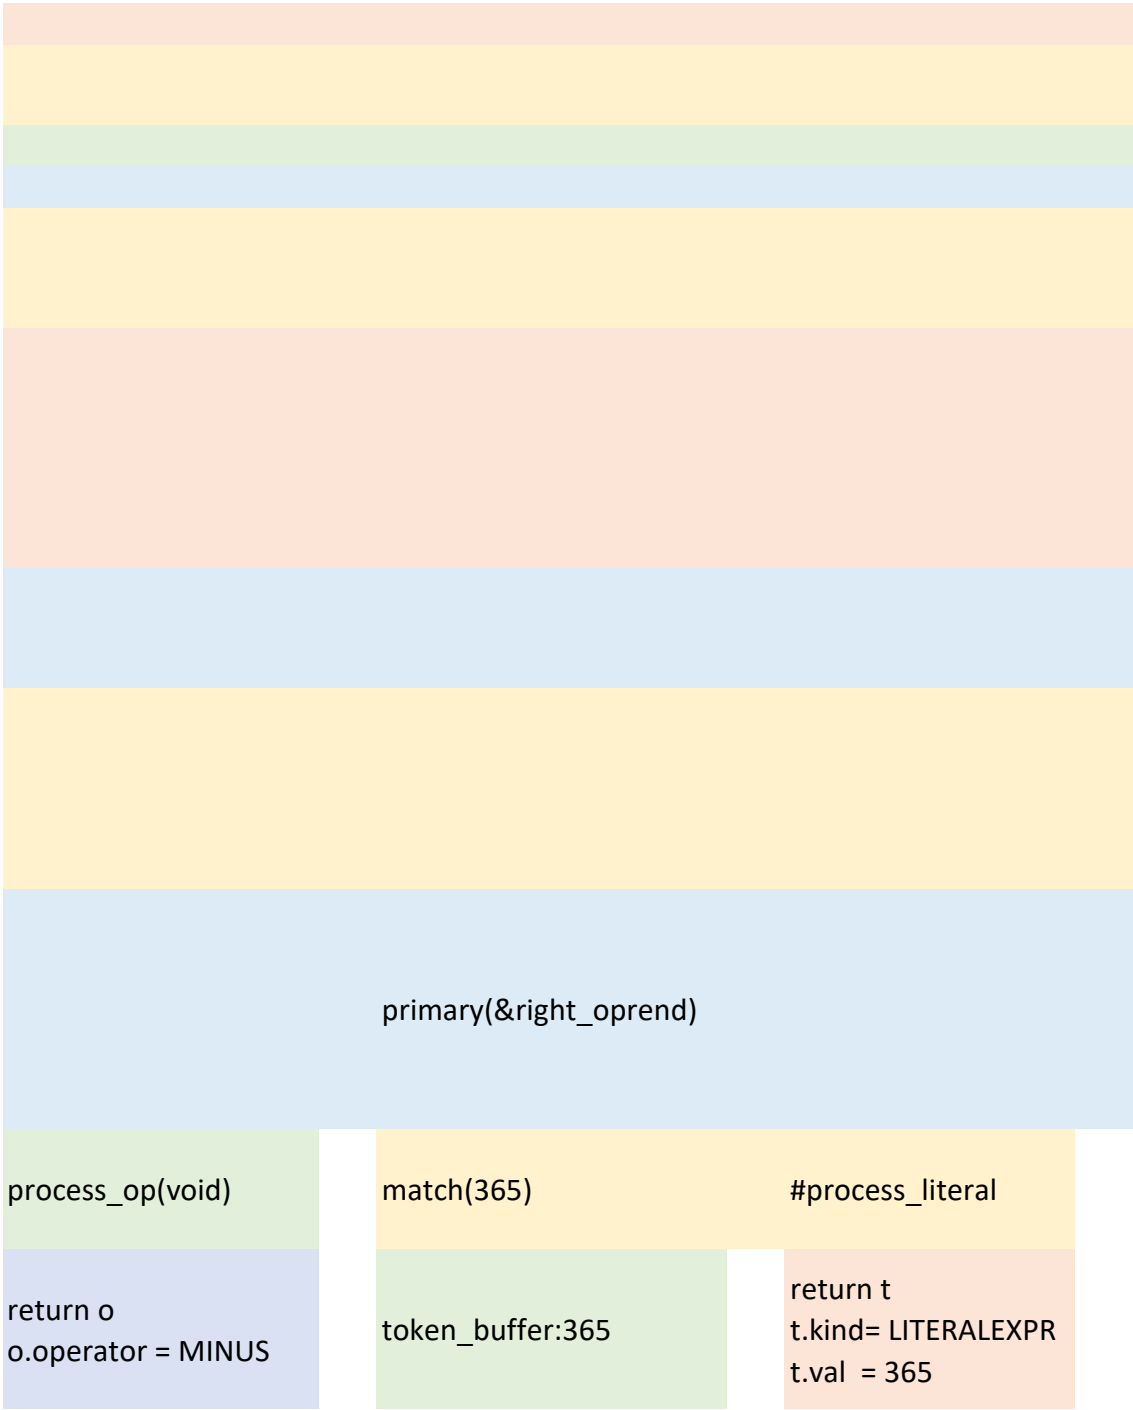 primary(&right_oprend)
process_op(void)
match(365)
#process_literal
return o
o.operator = MINUS
token_buffer:365
return t
t.kind= LITERALEXPR
t.val  = 365